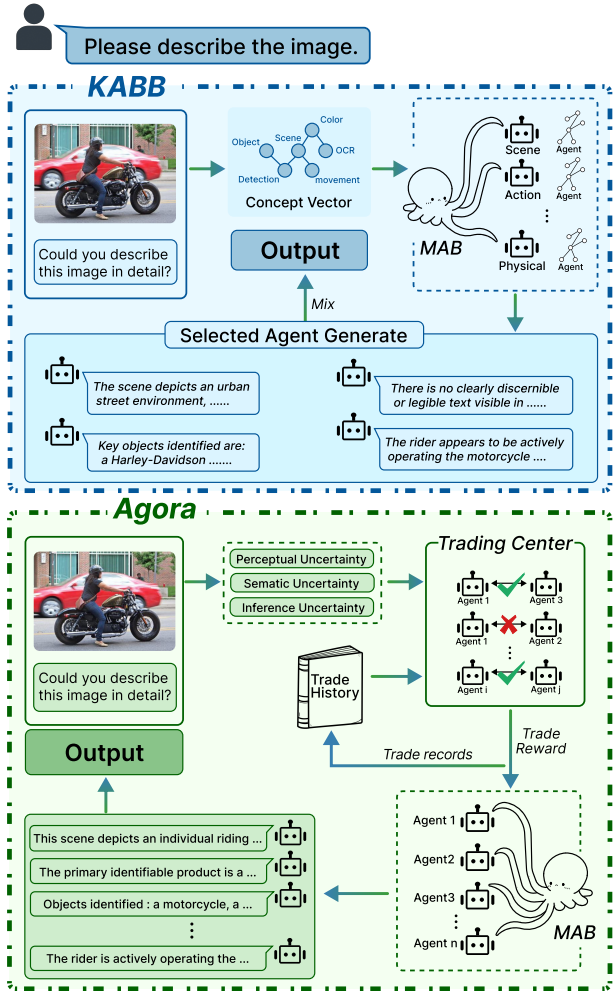 Please describe the image.
KABB
Could you describe
this image in detail?
Color
Scene
Object
OCR
Detection
movement
Concept Vector
Output
Mix
MAB
Scene
Agent
Action
Agent
Physical
Agent
Selected Agent Generate
The scene depicts an urban
street environment, ......
There is no clearly discernible
or legible text visible in ......
Key objects identified are:
a Harley-Davidson .......
The rider appears to be actively
operating the motorcycle ....
Agora
Could you describe
this image in detail?
Perceptual Uncertainty
Sematic Uncertainty
Inference Uncertainty
Trading Center
Agent 1
Agent 3
Agent 1
Agent 2
Agent i
Agent j
Trade
History
Trade records
Trade
Reward
Output
This scene depicts an individual riding ...
The primary identifiable product is a ...
Objects identified : a motorcycle, a ...
The rider is actively operating the ...
Agent 1
Agent2
Agent3
Agent n
MAB